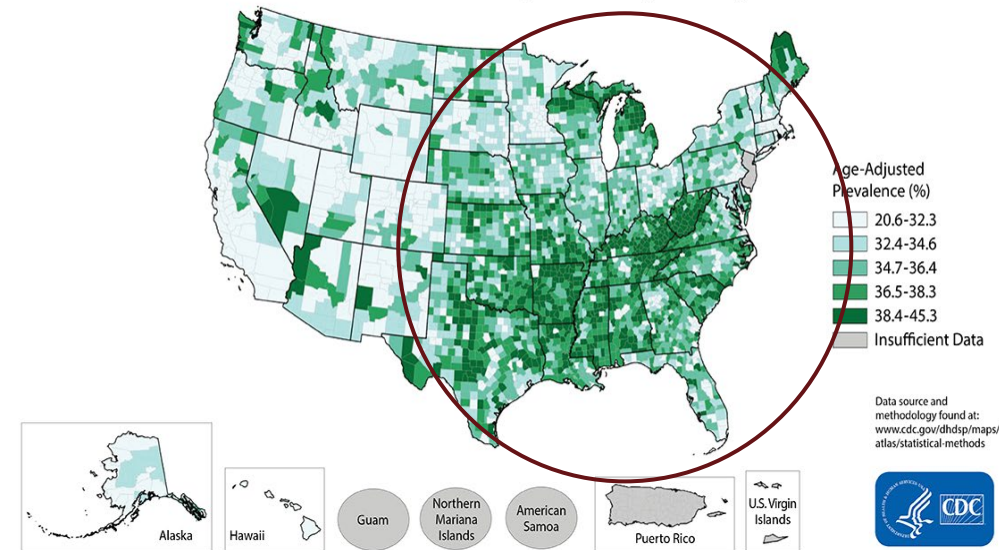 Age-Adjusted
Prevalence (%)
20.6-32.3
32.4-34.6
34.7-36.4
36.5-38.3
38.4-45.3
Insufficient Data
Data source and
methodology found at:
www.cdc.gov/dhdsp/maps/
atlas/statistical-methods
Alaska
Hawaii
Guam
Northern
Mariana
Islands
American
Samoa
Puerto Rico
U.S. Virgin
Islands
CDC